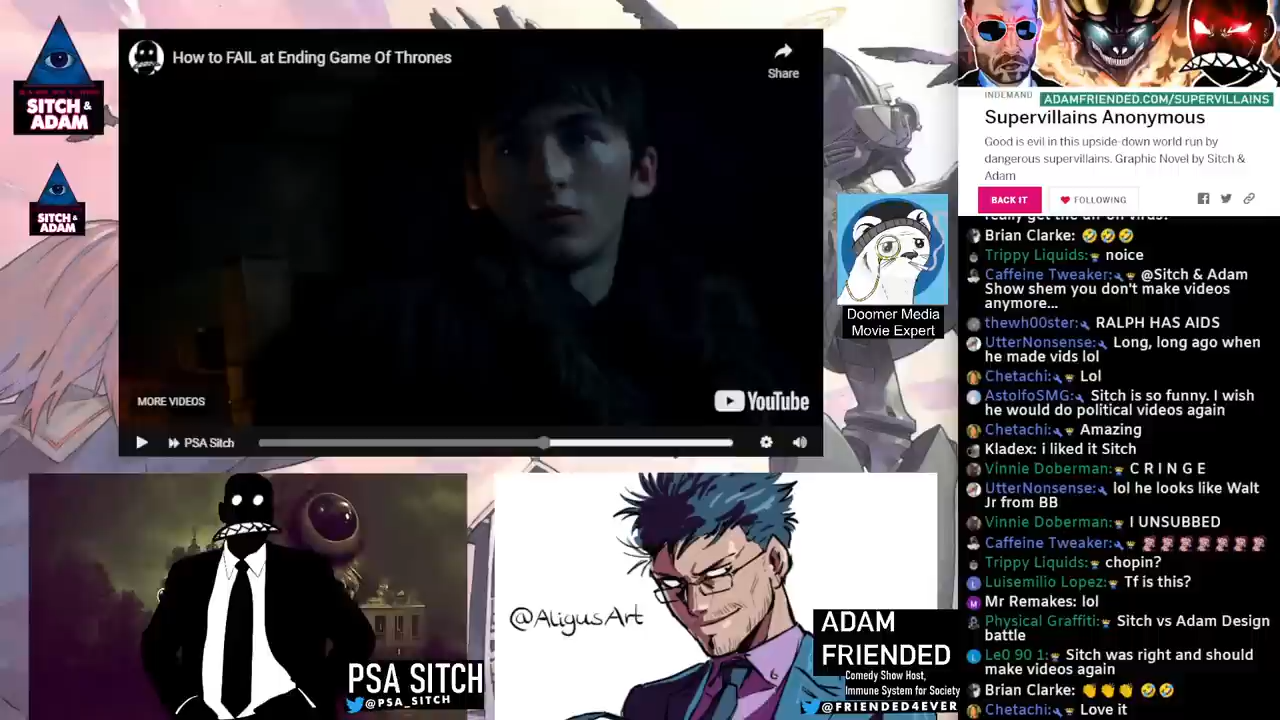 SITCH &
ADAM
SITCH &
ADAM
How to FAIL at Ending Game Of Thrones
Share
MORE VIDEOS
YouTube
PSA Sitch
Doomer Media
Movie Expert
@AligusArt
PSA SITCH
@PSA_SITCH
ADAM
FRIENDED
Comedy Show Host,
Immune System for Society
@FRIENDED4EVER
INDEMAND
ADAMFRIENDED.COM/SUPERVILLAINS
Supervillains Anonymous
Good is evil in this upside-down world run by
dangerous supervillains. Graphic Novel by Sitch &
Adam
BACK IT
FOLLOWING
Brian Clarke: 🤣🤣🤣
Trippy Liquids: noice
Caffeine Tweaker: @Sitch & Adam
Show shem you don't make videos
anymore...
thewh00ster: RALPH HAS AIDS
UtterNonsense: Long, long ago when
he made vids lol
Chetachi: Lol
AstolfoSMG: Sitch is so funny. I wish
he would do political videos again
Chetachi: Amazing
Kladex: i liked it Sitch
Vinnie Doberman: C R I N G E
UtterNonsense: lol he looks like Walt
Jr from BB
Vinnie Doberman: I UNSUBBED
Caffeine Tweaker:
Trippy Liquids: chopin?
Luisemilio Lopez: Tf is this?
Mr Remakes: lol
Physical Graffiti: Sitch vs Adam Design
battle
Le0 90 1: Sitch was right and should
make videos again
Brian Clarke: 👏👏👏🤣🤣
Chetachi: Love it